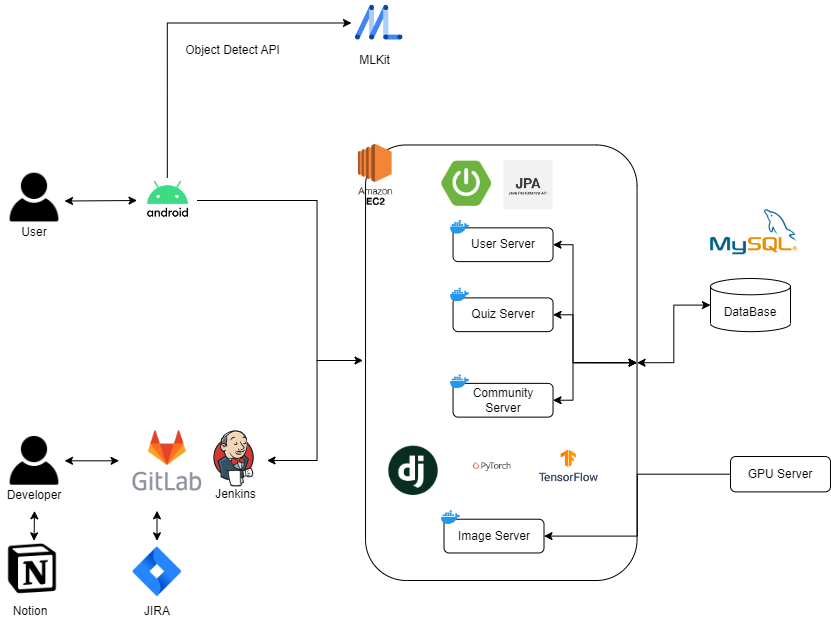 Object Detect API
MLKit
Amazon
EC2
JPA
JAVA PERSISTENCE API
User
android
User Server
MySQL
Quiz Server
DataBase
Community
Server
GitLab
Jenkins
dj
PyTorch
TensorFlow
GPU Server
Developer
Image Server
N
Notion
JIRA